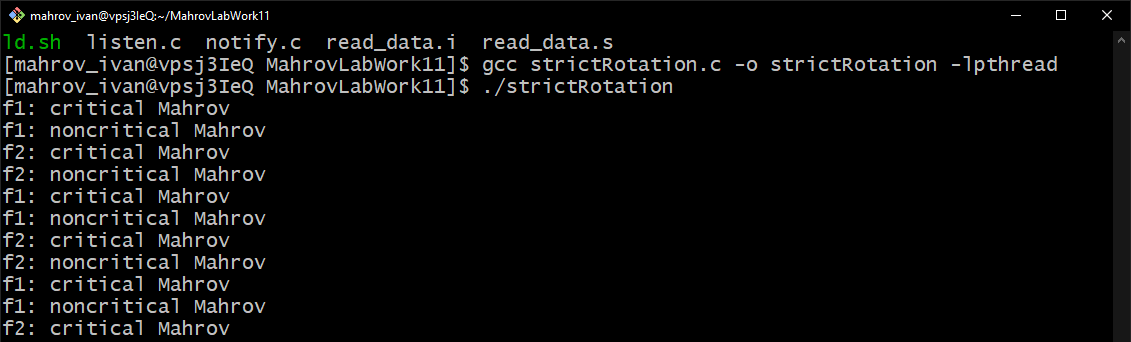 mahrov_ivan@vpsj3IeQ:~/MahrovLabWork11
ld.sh  listen.c  notify.c  read_data.i  read_data.s
[mahrov_ivan@vpsj3IeQ MahrovLabWork11]$ gcc strictRotation.c -o strictRotation -lpthread
[mahrov_ivan@vpsj3IeQ MahrovLabWork11]$ ./strictRotation
f1: critical Mahrov
f1: noncritical Mahrov
f2: critical Mahrov
f2: noncritical Mahrov
f1: critical Mahrov
f1: noncritical Mahrov
f2: critical Mahrov
f2: noncritical Mahrov
f1: critical Mahrov
f1: noncritical Mahrov
f2: critical Mahrov